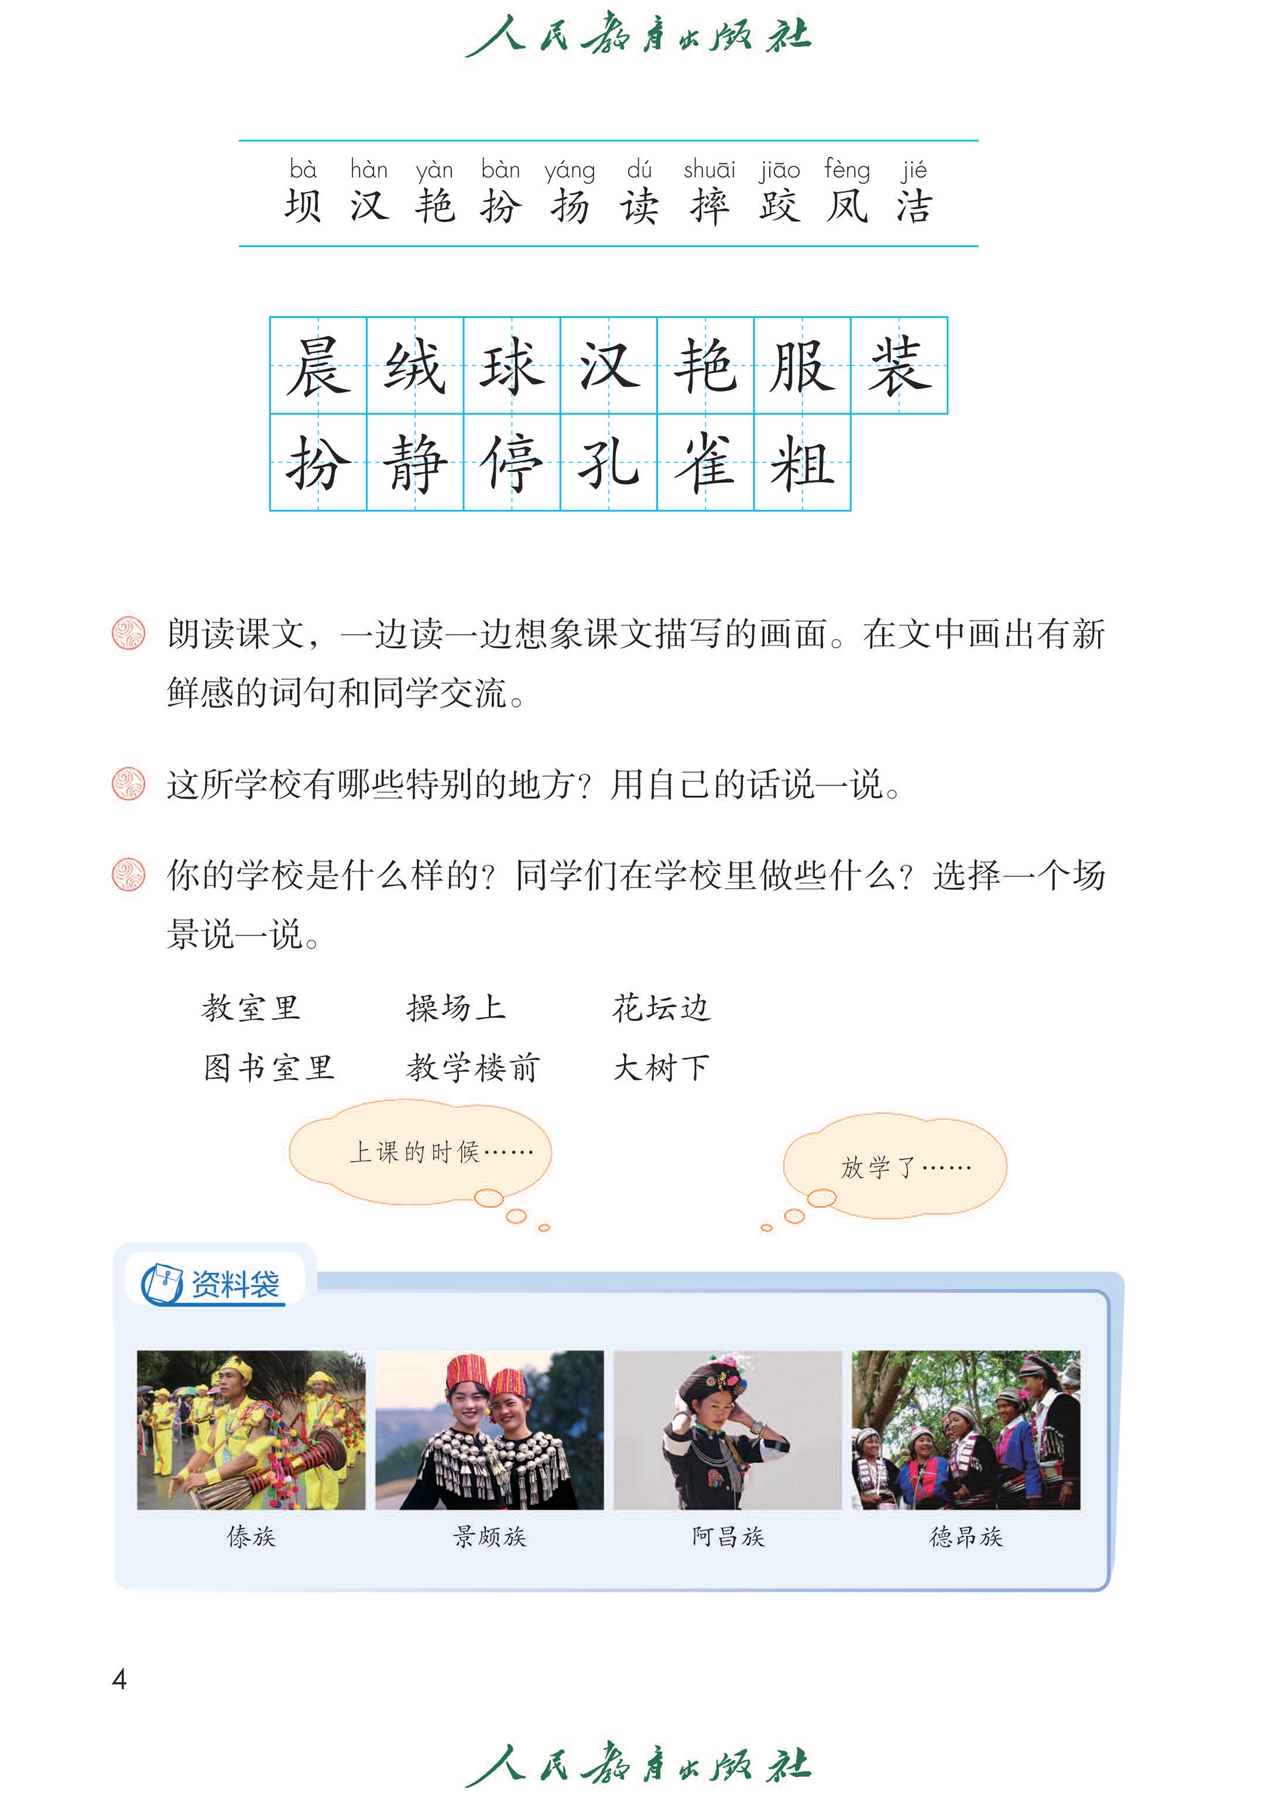 人民教育出版社
bà hàn yàn bàn yáng dú shuāi jiāo fèng jié
坝 汉 艳 扮 扬 读 摔 跤 凤 洁
晨 绒 球 汉 艳 服 装
扮 静 停 孔 雀 粗
朗读课文，一边读一边想象课文描写的画面。在文中画出有新
鲜感的词句和同学交流。
这所学校有哪些特别的地方？用自己的话说一说。
你的学校是什么样的？同学们在学校里做些什么？选择一个场
景说一说。
教室里 操场上 花坛边
图书室里 教学楼前 大树下
上课的时候……
放学了……
资料袋
傣族 景颇族 阿昌族 德昂族
4
人民教育出版社